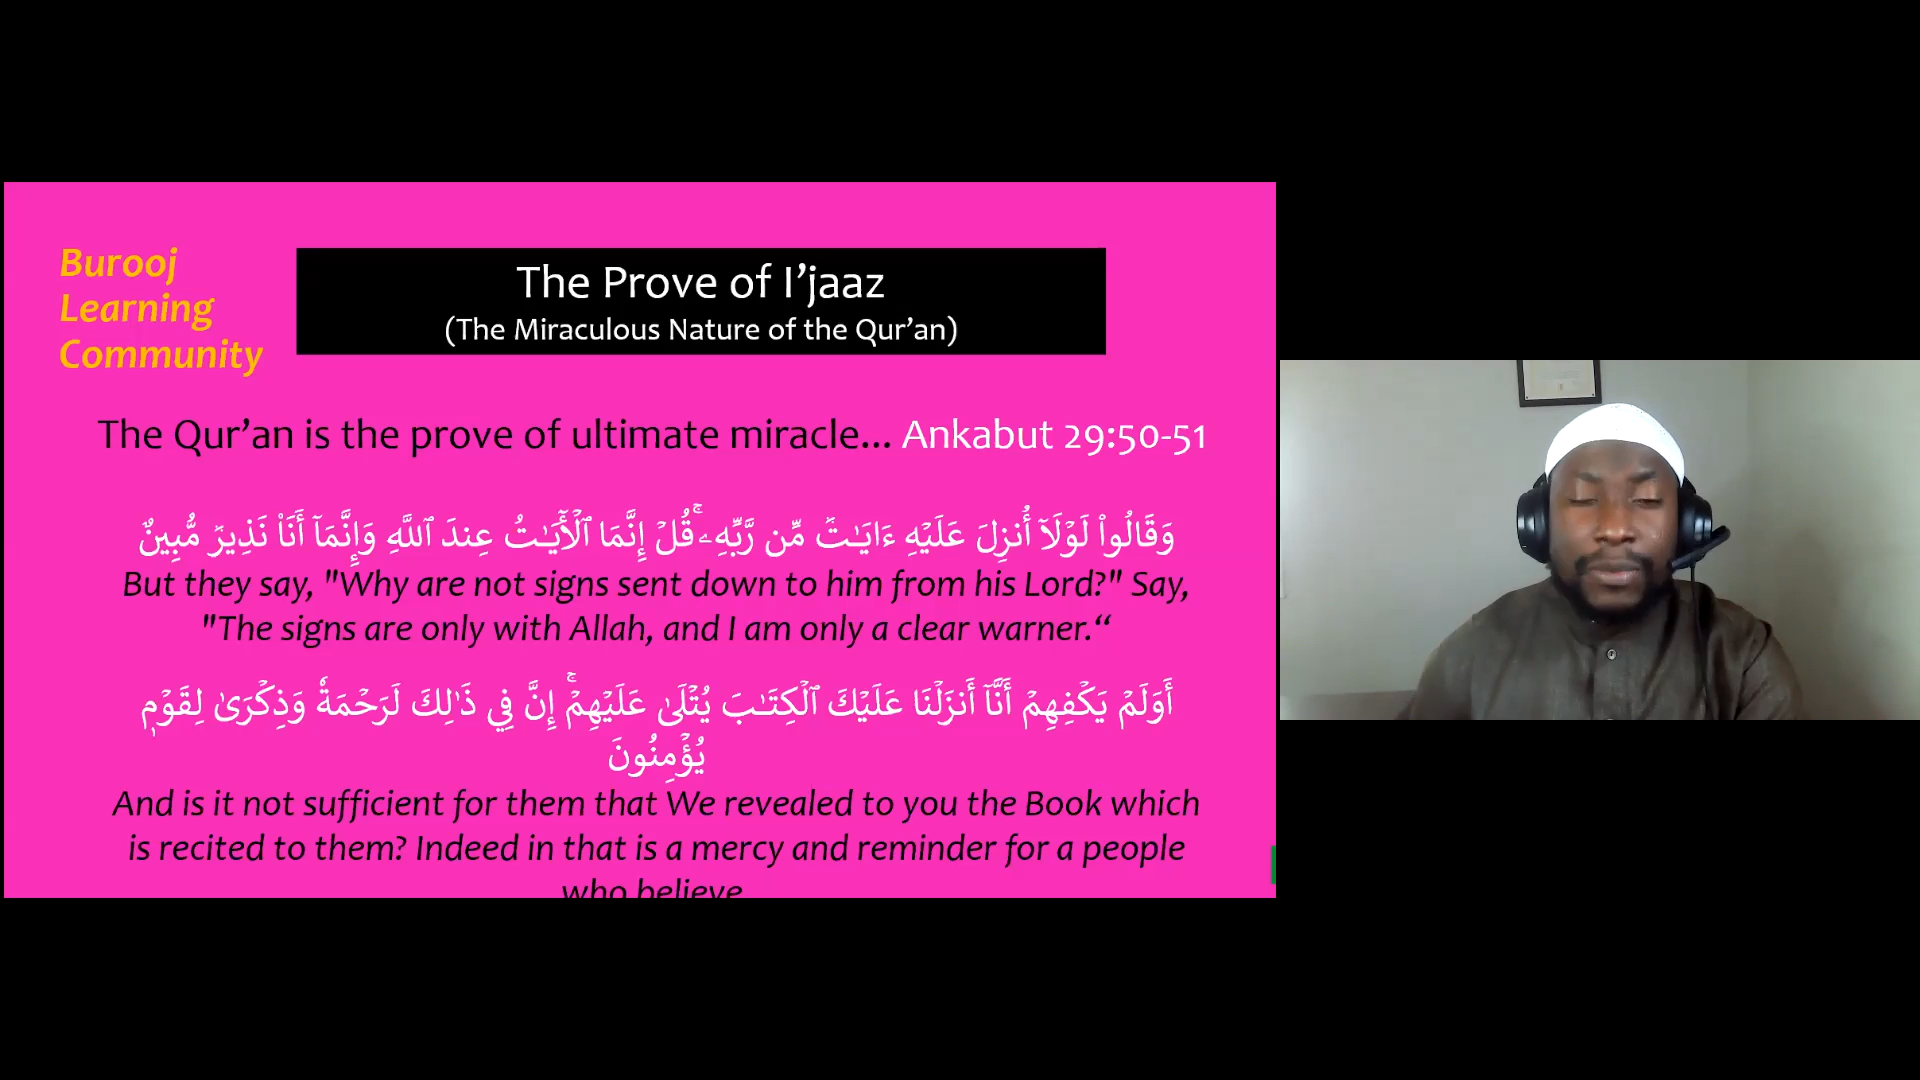 Burooj
Learning
Community
The Prove of I’jaaz
(The Miraculous Nature of the Qur’an)
The Qur’an is the prove of ultimate miracle... Ankabut 29:50-51
وَقَالُوا۟ لَوْلَآ أُنزِلَ عَلَيْهِ ءَايَـٰتٌ مِّن رَّبِّهِۦ ۚ قُلْ إِنَّمَا ٱلْـَٔايَـٰتُ عِندَ ٱللَّهِ وَإِنَّمَآ أَنَا۠ نَذِيرٌ مُّبِينٌ
But they say, "Why are not signs sent down to him from his Lord?" Say,
"The signs are only with Allah, and I am only a clear warner.“
أَوَلَمْ يَكْفِهِمْ أَنَّآ أَنزَلْنَا عَلَيْكَ ٱلْكِتَـٰبَ يُتْلَىٰ عَلَيْهِمْ ۚ إِنَّ فِي ذَٰلِكَ لَرَحْمَةً وَذِكْرَىٰ لِقَوْمٍ
يُؤْمِنُونَ
And is it not sufficient for them that We revealed to you the Book which
is recited to them? Indeed in that is a mercy and reminder for a people
who believe